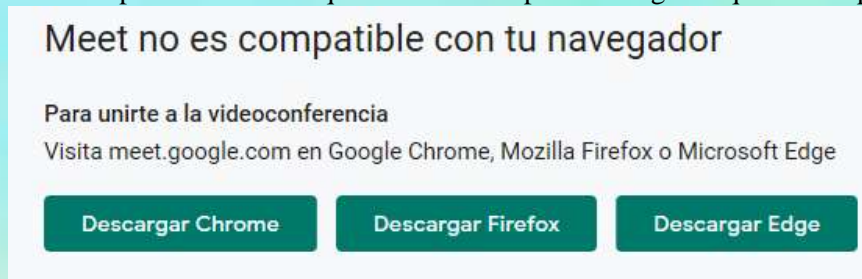 Meet no es compatible con tu navegador
Para unirte a la videoconferencia
Visita meet.google.com en Google Chrome, Mozilla Firefox o Microsoft Edge
Descargar Chrome Descargar Firefox Descargar Edge